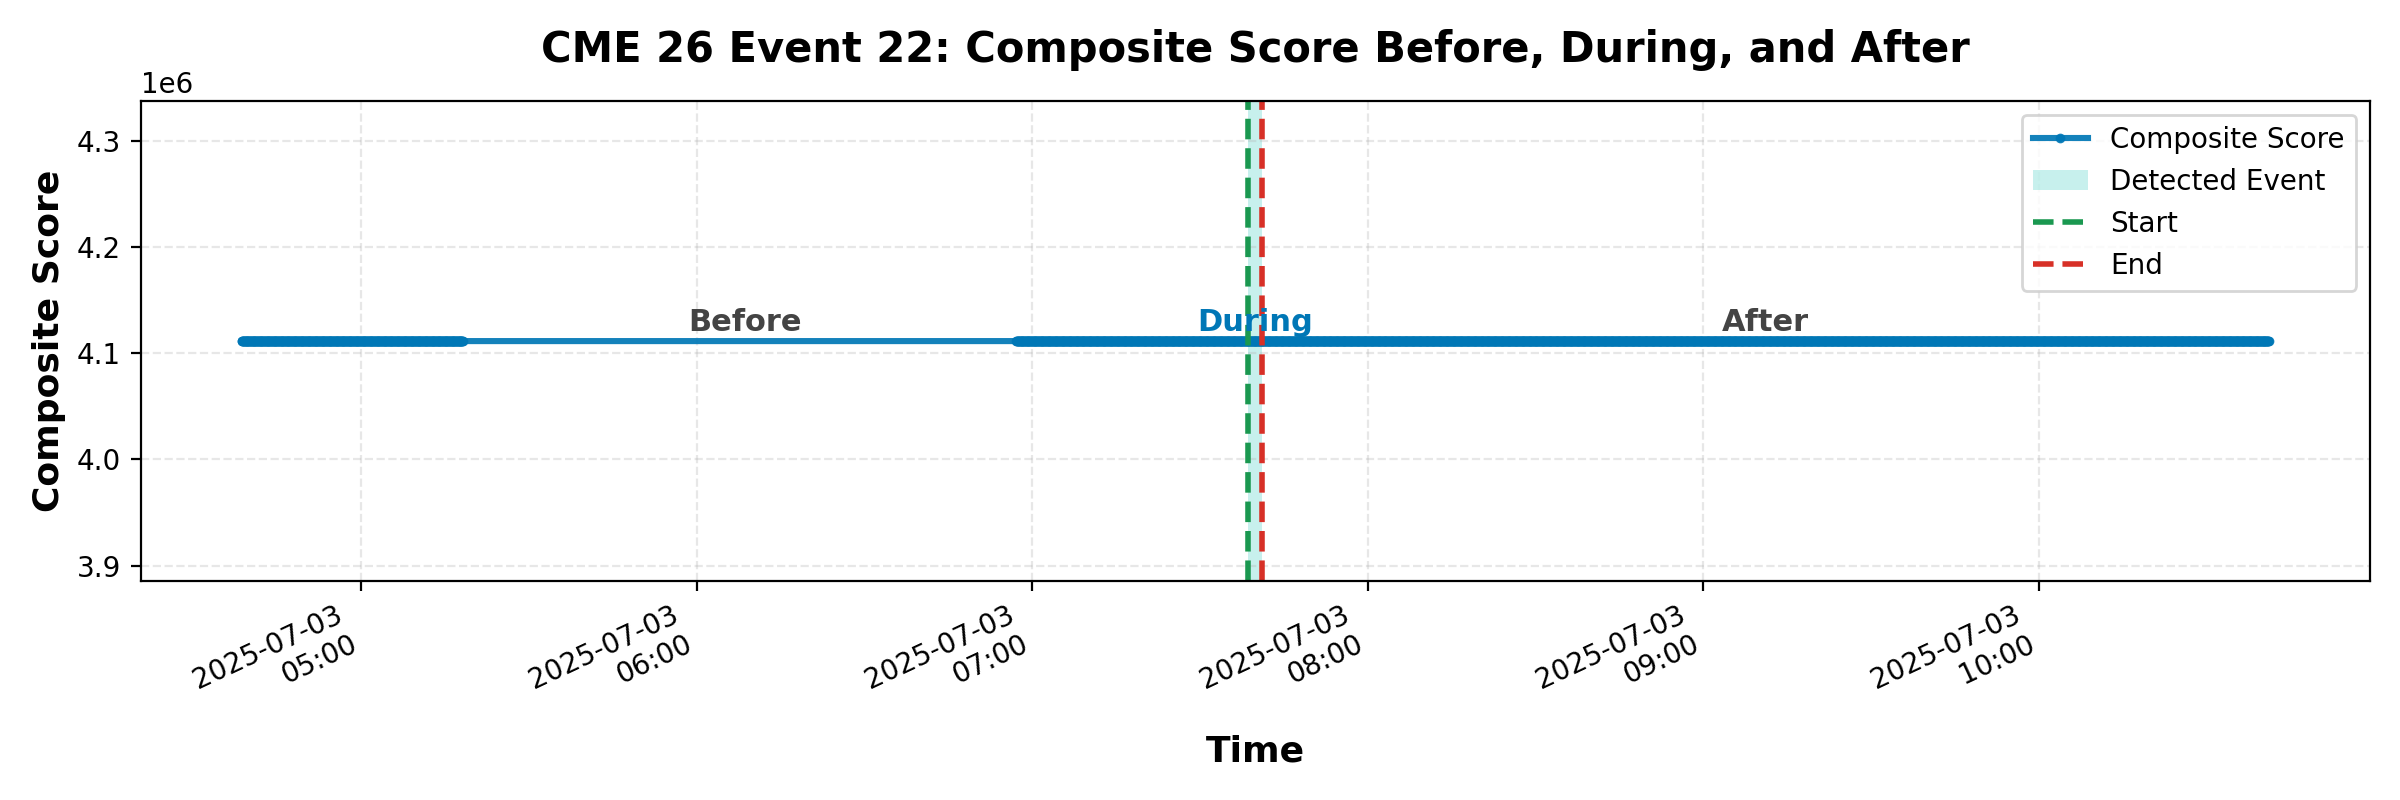 CME 26 Event 22: Composite Score Before, During, and After
1e6
4.3
4.2
4.1
4.0
3.9
Composite Score
Before
During
After
Composite Score
Detected Event
Start
End
2025-07-03
05:00
2025-07-03
06:00
2025-07-03
07:00
2025-07-03
08:00
2025-07-03
09:00
2025-07-03
10:00
Time